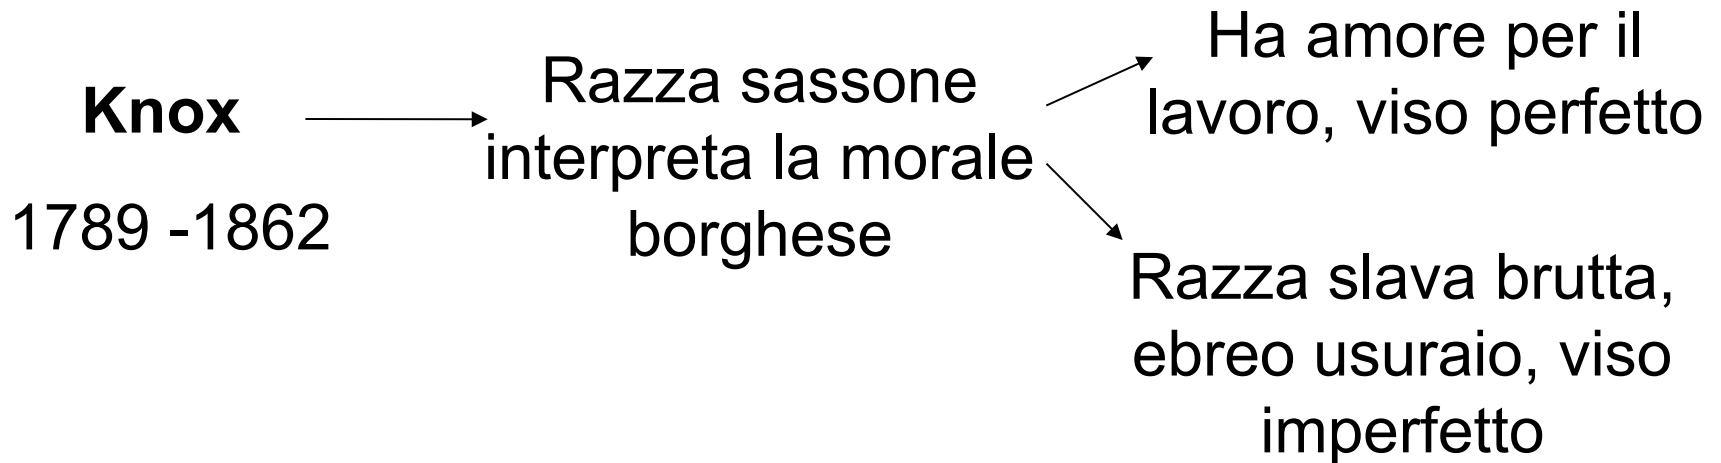 Knox
1789 -1862
Razza sassone
interpreta la morale
borghese
Ha amore per il
lavoro, viso perfetto
Razza slava brutta,
ebreo usuraio, viso
imperfetto